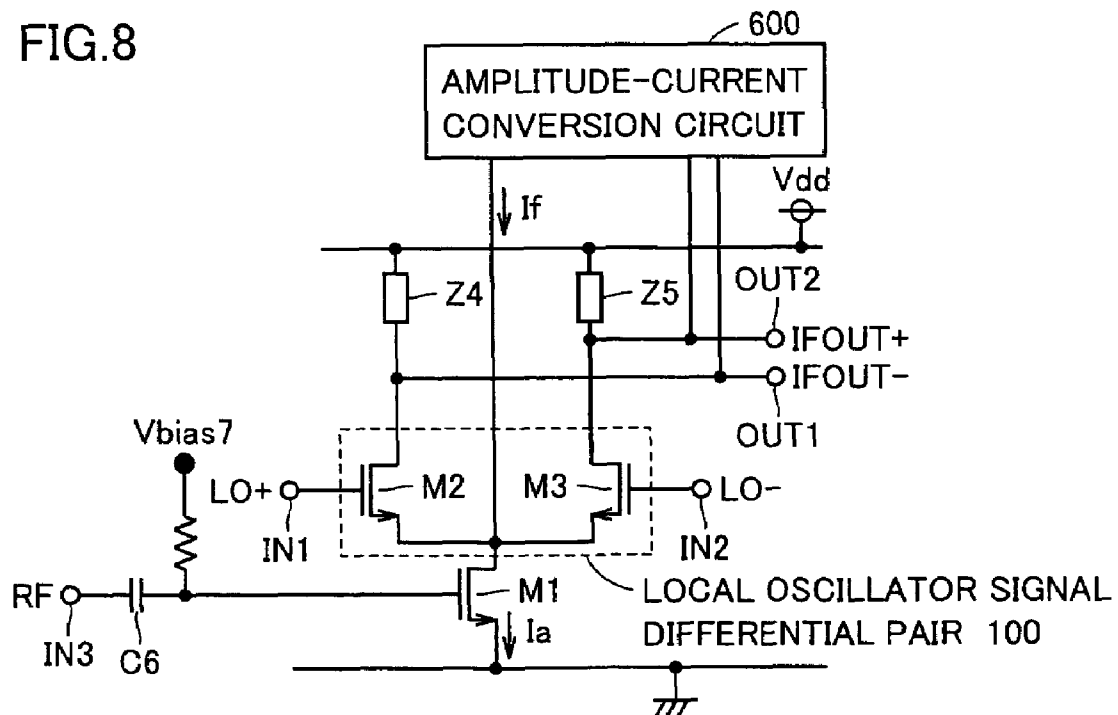 FIG.8
600
AMPLITUDE-CURRENT
CONVERSION CIRCUIT
Vdd
If
Z4
Z5
OUT2
IFOUT+
IFOUT-
OUT1
Vbias7
LO+
M2
M3
LO-
IN1
IN2
RF
M1
LOCAL OSCILLATOR SIGNAL
DIFFERENTIAL PAIR 100
IN3
C6
Ia